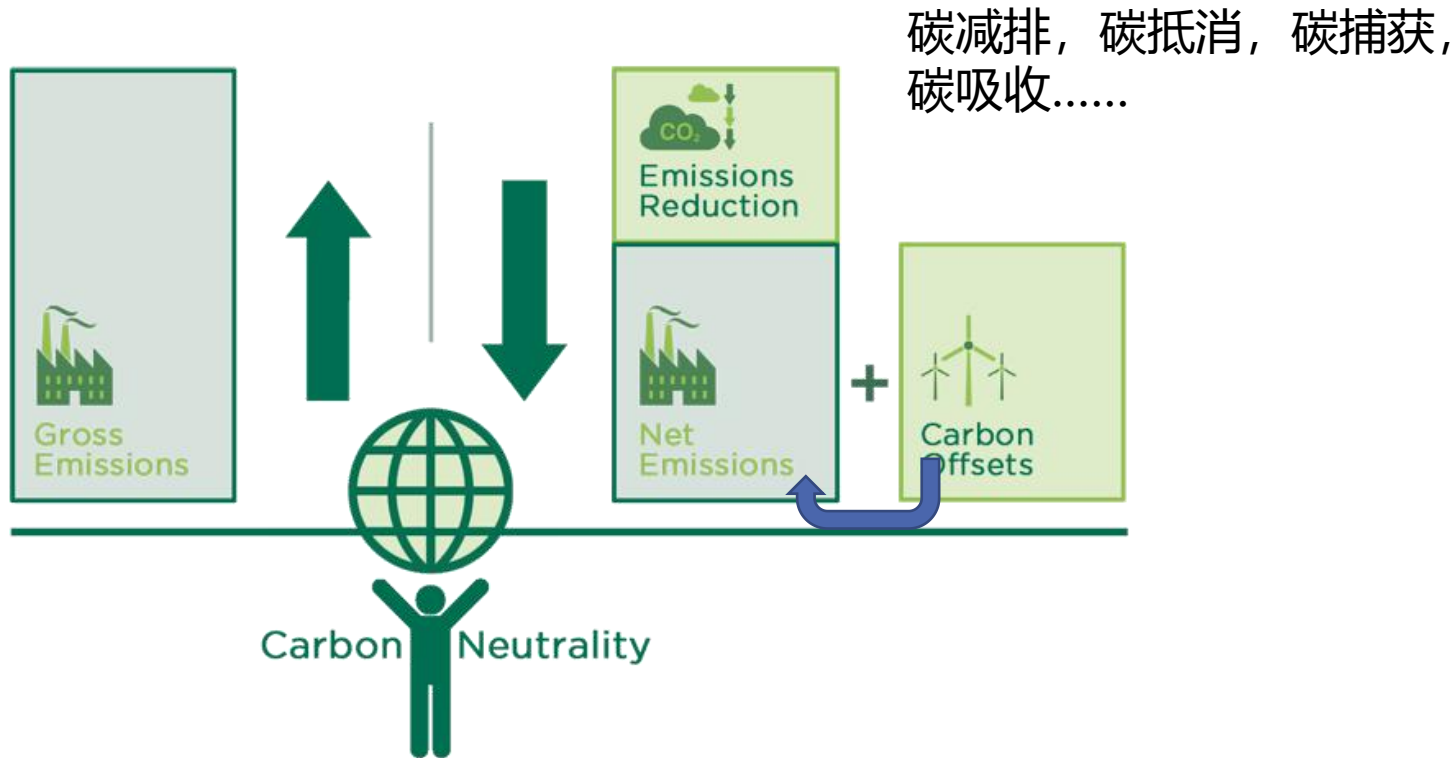 碳减排，碳抵消，碳捕获，
碳吸收……
CO₂
Emissions
Reduction
Gross
Emissions
Net
Emissions
+
Carbon
Offsets
Carbon Neutrality